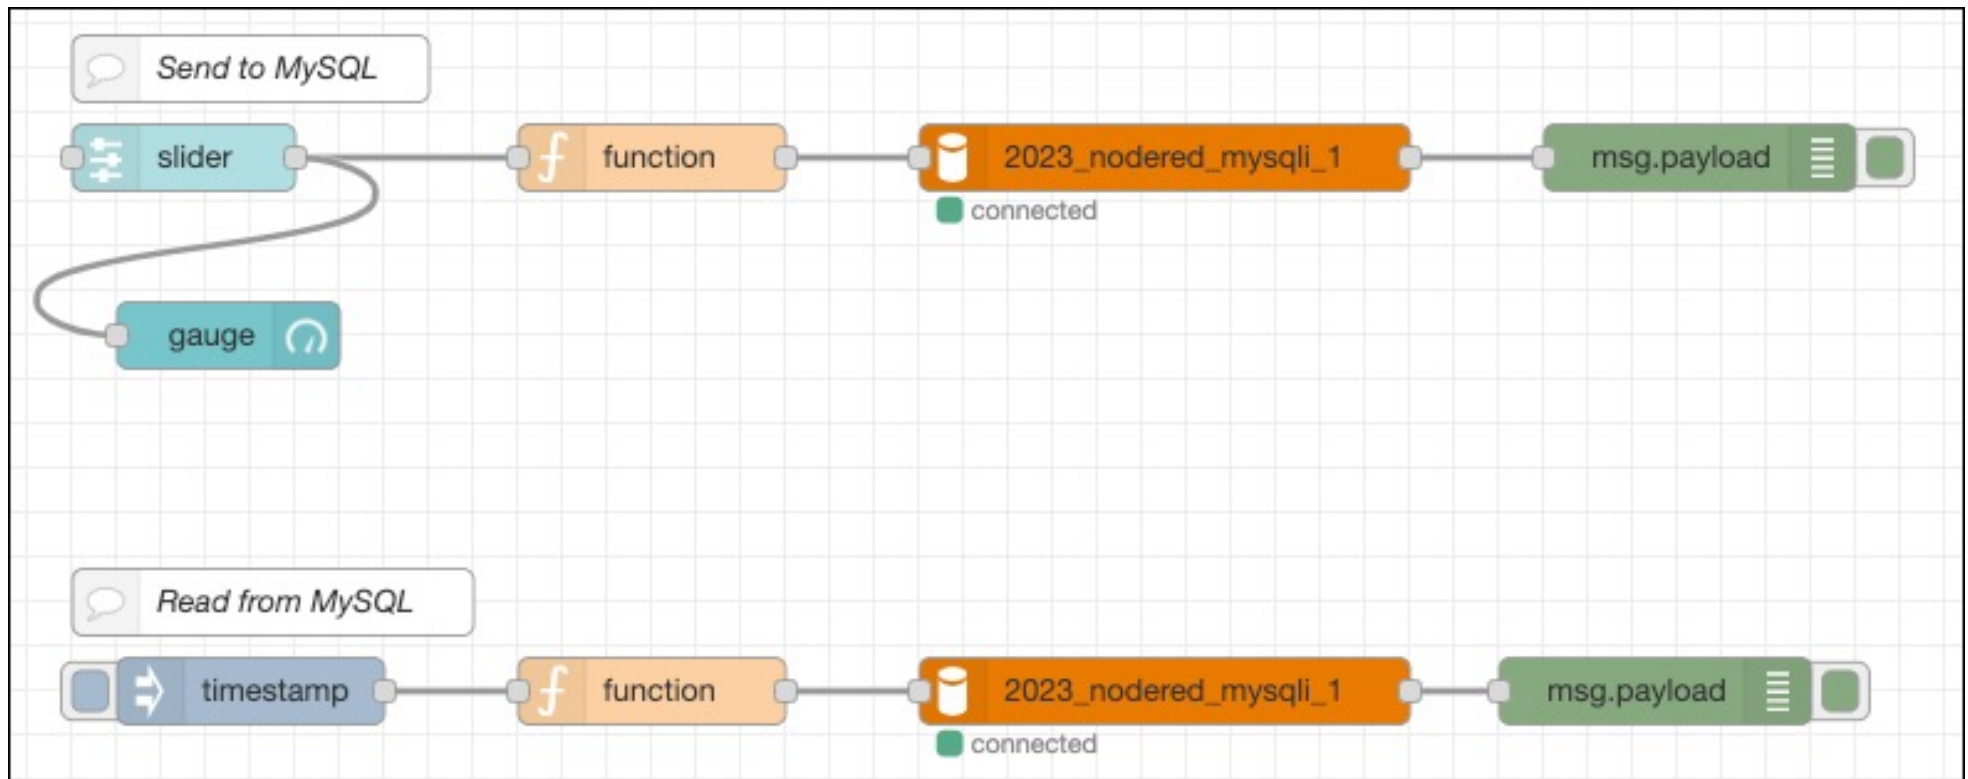 Send to MySQL
slider
function
2023_nodered_mysqli_1
msg.payload
connected
gauge
Read from MySQL
timestamp
function
2023_nodered_mysqli_1
msg.payload
connected